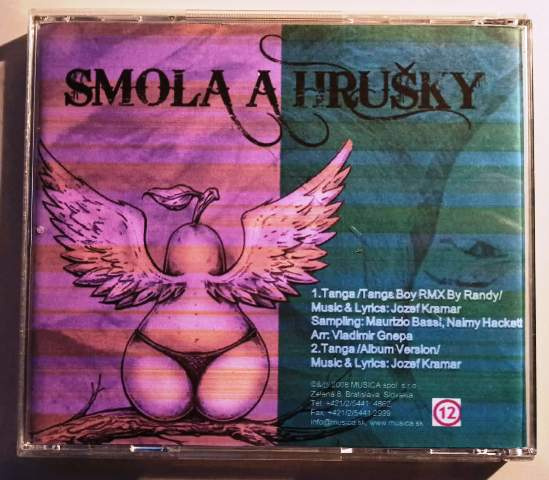 SMOLA A HRUŠKY
1.Tanga /Tanga Boy RMX By Randy/
Music & Lyrics: Jozef Kramar
Sampling: Maurizio Bassi, Naimy Hackett
Arr: Vladimir Gnepa
2.Tanga /Album Version/
Music & Lyrics: Jozef Kramar
©&℗ 2008 MUSICA spol. s r.o.
Zelená 8, Bratislava, Slovakia
Tel: +421/2/5441 4662
Fax: +421/2/5441 2939
info@musica.sk, www.musica.sk
12